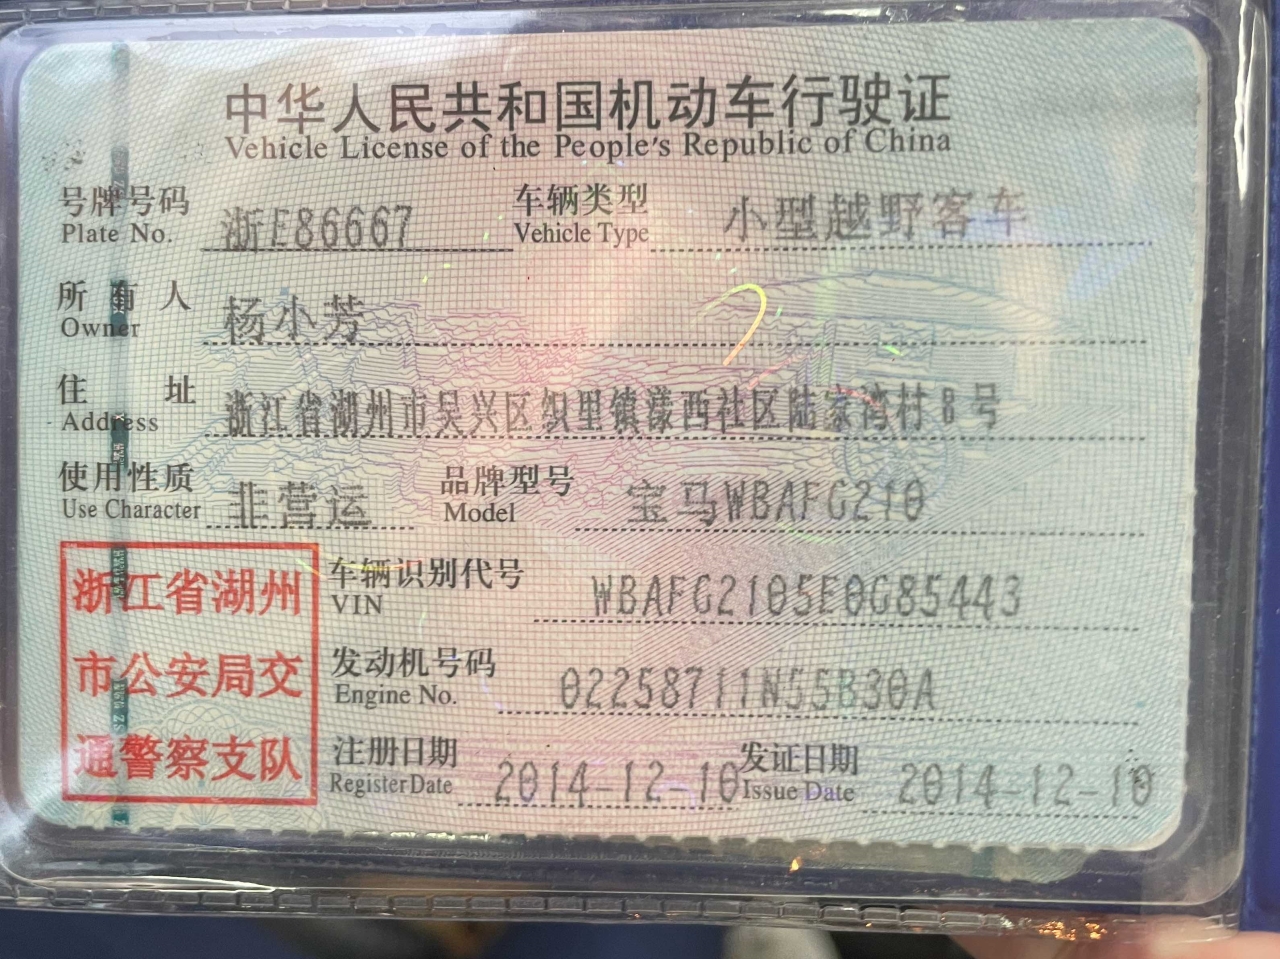 中华人民共和国机动车行驶证
Vehicle License of the People's Republic of China
号牌号码 浙E86667 车辆类型 小型越野客车
Plate No. Vehicle Type
所有人 杨小芳
Owner
住址 浙江省湖州市吴兴区织里镇漾西社区陆家湾村8号
Address
使用性质 非营运 品牌型号 宝马WBAFG210
Use Character Model
浙江省湖州
市公安局交
通警察支队
车辆识别代号 WBAFG2105E0G85443
VIN
发动机号码 02258711N55B30A
Engine No.
注册日期 2014-12-10 发证日期 2014-12-10
Register Date Issue Date